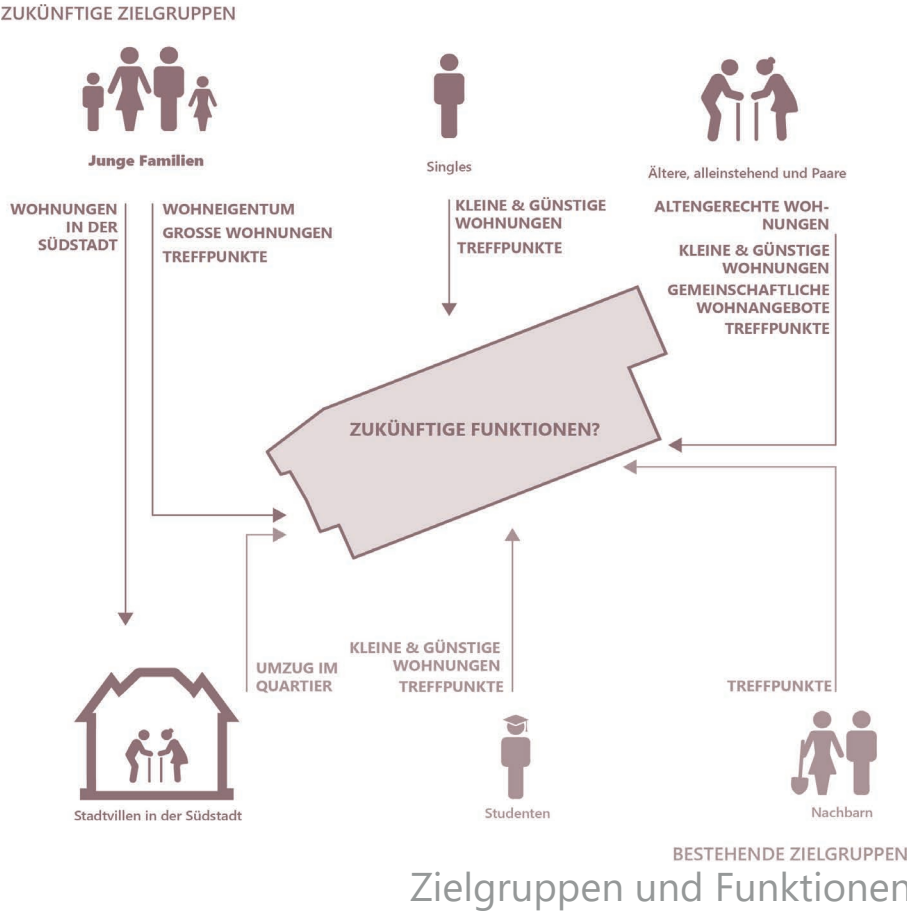 ZUKÜNFTIGE ZIELGRUPPEN
Junge Familien
Singles
Ältere, alleinstehend und Paare
WOHNUNGEN
IN DER
SÜDSTADT
WOHNEIGENTUM
GROSSE WOHNUNGEN
TREFFPUNKTE
KLEINE & GÜNSTIGE
WOHNUNGEN
TREFFPUNKTE
ALTENGERECHTE WOH-
NUNGEN
KLEINE & GÜNSTIGE
WOHNUNGEN
GEMEINSCHAFTLICHE
WOHNANGEBOTE
TREFFPUNKTE
ZUKÜNFTIGE FUNKTIONEN?
UMZUG IM
QUARTIER
KLEINE & GÜNSTIGE
WOHNUNGEN
TREFFPUNKTE
TREFFPUNKTE
Stadtvillen in der Südstadt
Studenten
Nachbarn
BESTEHENDE ZIELGRUPPEN
Zielgruppen und Funktionen